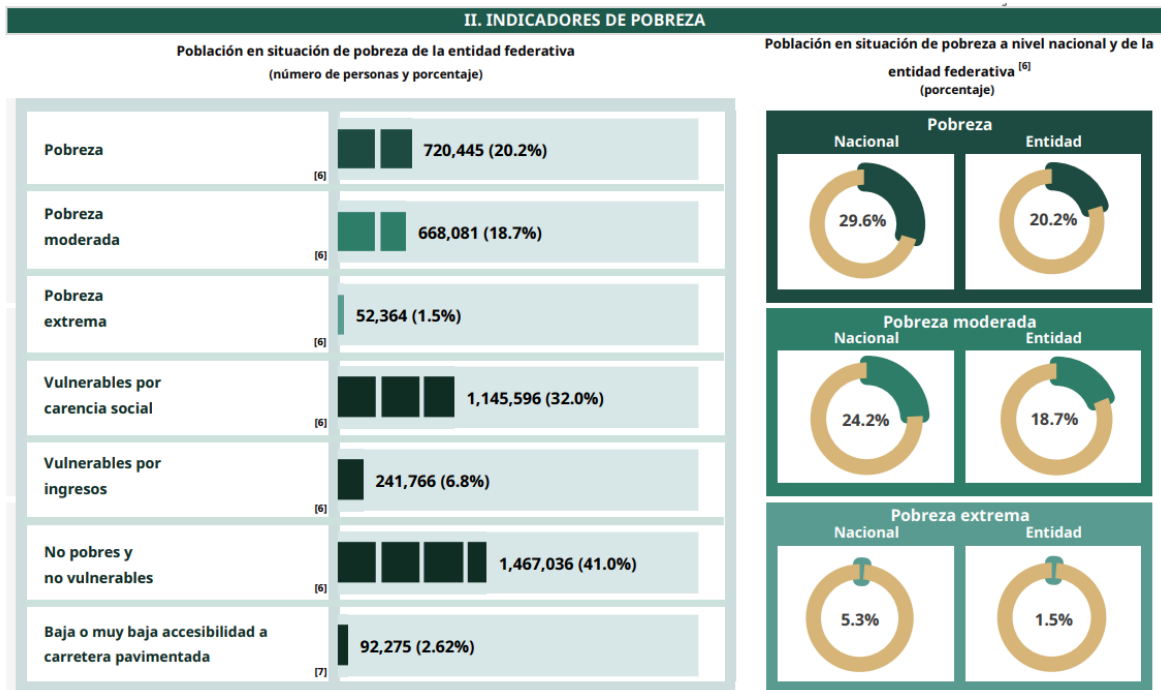 II. INDICADORES DE POBREZA
Población en situación de pobreza de la entidad federativa
(número de personas y porcentaje)
Pobreza
[6]
720,445 (20.2%)
Pobreza
moderada
[6]
668,081 (18.7%)
Pobreza
extrema
[6]
52,364 (1.5%)
Vulnerables por
carencia social
[6]
1,145,596 (32.0%)
Vulnerables por
ingresos
[6]
241,766 (6.8%)
No pobres y
no vulnerables
[6]
1,467,036 (41.0%)
Baja o muy baja accesibilidad a
carretera pavimentada
[7]
92,275 (2.62%)
Población en situación de pobreza a nivel nacional y de la
entidad federativa [6]
(porcentaje)
Pobreza
Nacional Entidad
29.6% 20.2%
Pobreza moderada
Nacional Entidad
24.2% 18.7%
Pobreza extrema
Nacional Entidad
5.3% 1.5%